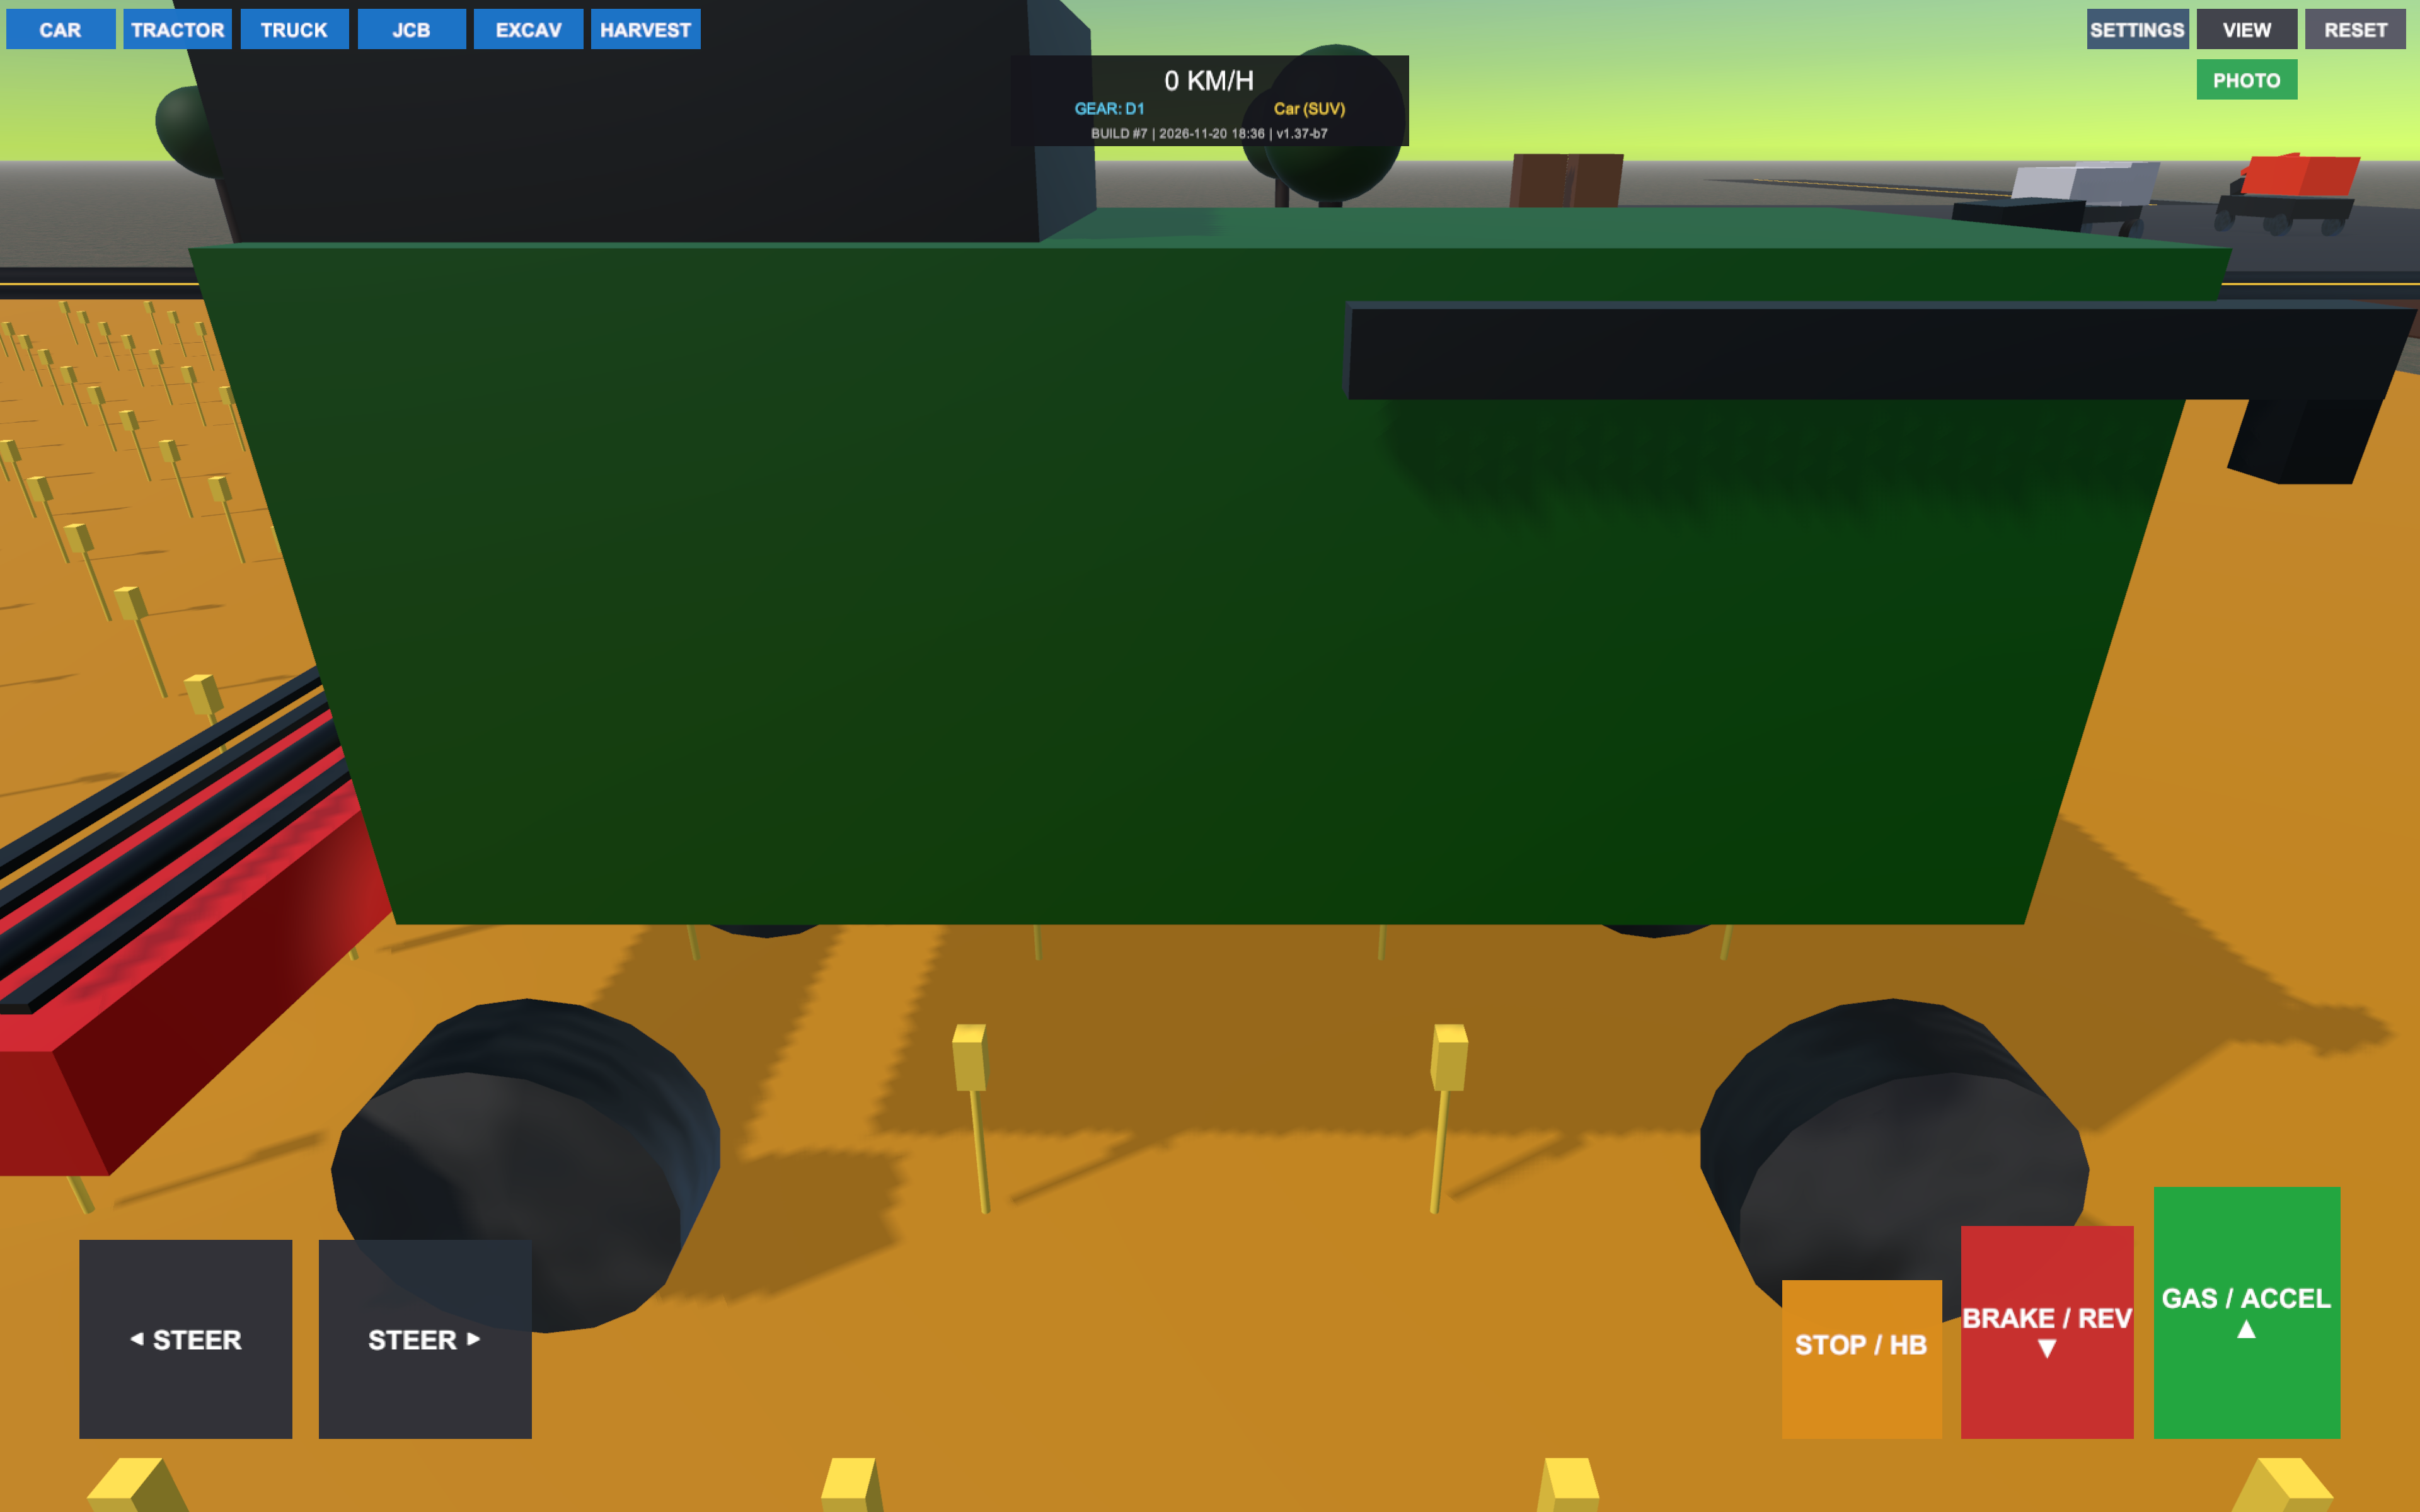 CAR TRACTOR TRUCK JCB EXCAV HARVEST
SETTINGS VIEW RESET
PHOTO
0 KM/H
GEAR: D1 Car (SUV)
BUILD #7 | 2026-11-20 18:36 | v1.37-b7
◄ STEER
STEER ►
STOP / HB
BRAKE / REV
▼
GAS / ACCEL
▲